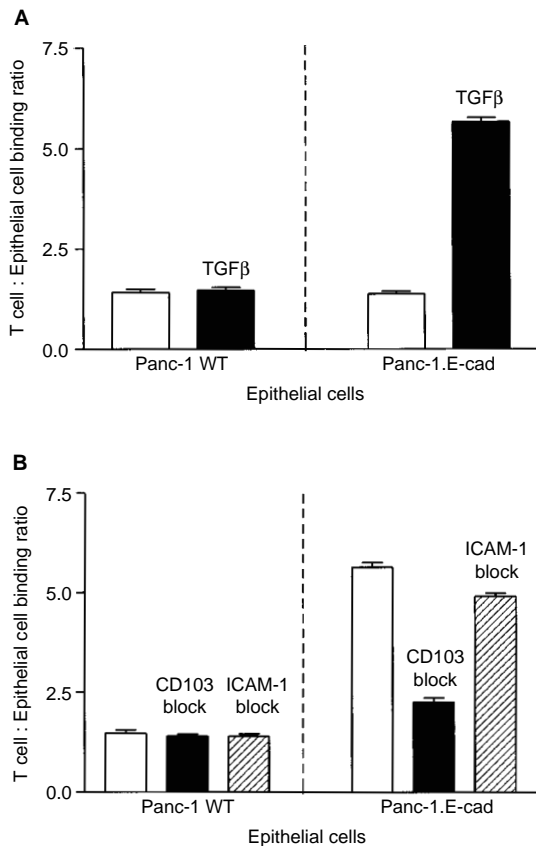 A
T cell : Epithelial cell binding ratio
7.5
5.0
2.5
0.0
TGFβ
TGFβ
Panc-1 WT
Panc-1.E-cad
Epithelial cells
B
T cell : Epithelial cell binding ratio
7.5
5.0
2.5
0.0
CD103
block
ICAM-1
block
CD103
block
ICAM-1
block
Panc-1 WT
Panc-1.E-cad
Epithelial cells